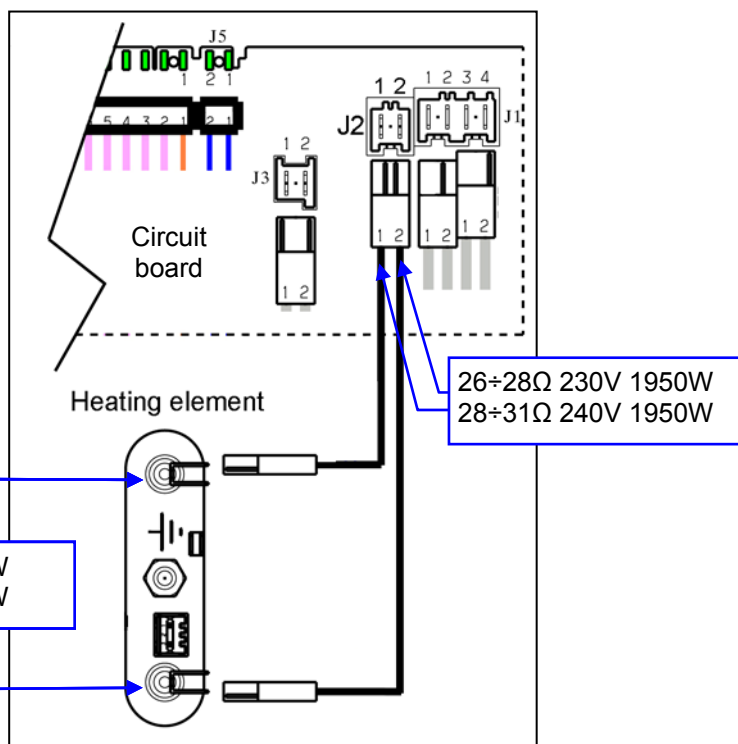 J5
1 2 1
5 4 3 2 1 2 1
1 2
J3
1 2
1 2
J2
1 2 3 4
J1
1 2
1 2
1 2
Circuit
board
26÷28Ω 230V 1950W
28÷31Ω 240V 1950W
Heating element
W
W